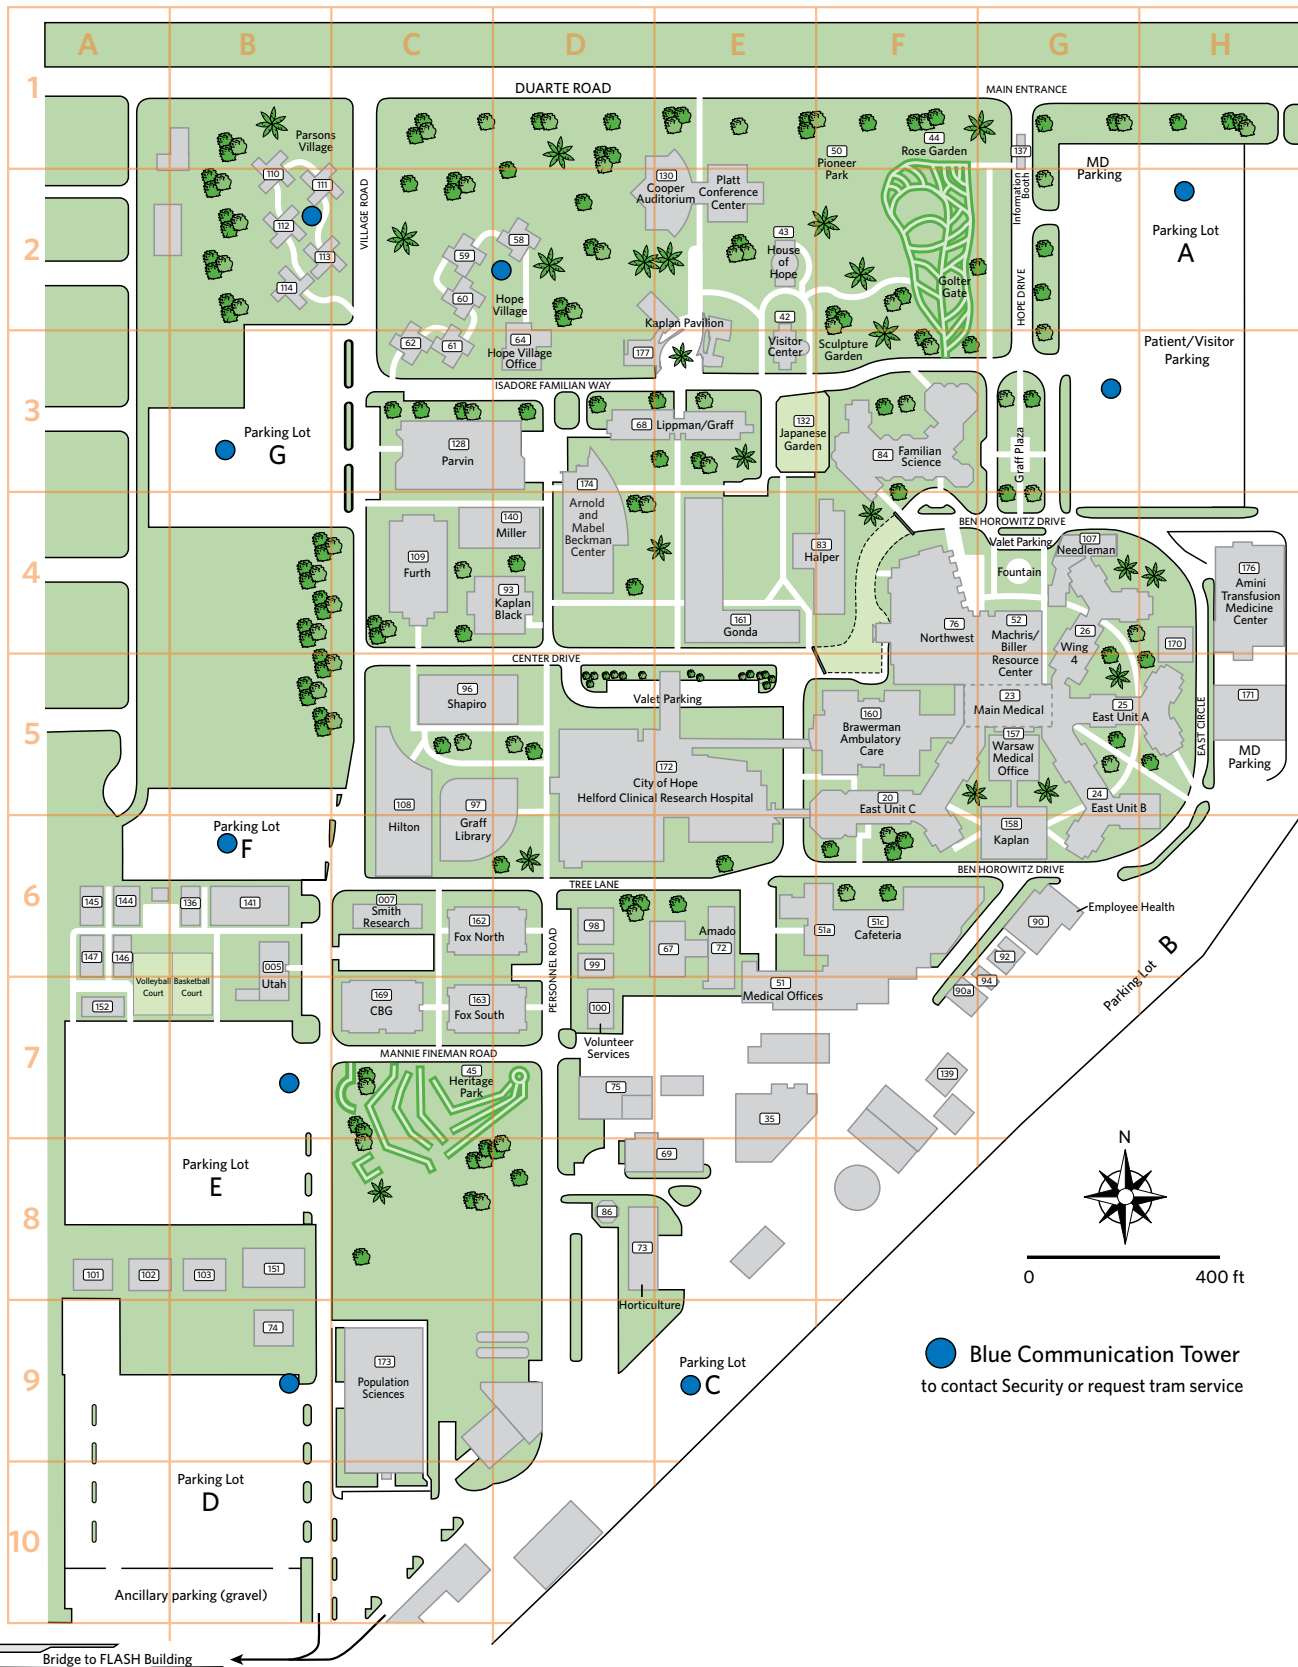 A
B
C
D
E
F
G
H
1
DUARTE ROAD
MAIN ENTRANCE
Parsons
Village
110
111
112
113
114
VILLAGE ROAD
130
Cooper
Auditorium
Platt
Conference
Center
50
Pioneer
Park
44
Rose Garden
137
Information
Booth
MD
Parking
Parking Lot
A
2
58
59
60
Hope
Village
62
61
64
Hope Village
Office
43
House
of
Hope
Golter
Gate
HOPE DRIVE
Kaplan Pavilion
177
42
Visitor
Center
Sculpture
Garden
Patient/Visitor
Parking
ISADORE FAMILIAN WAY
3
Parking Lot
G
128
Parvin
68
Lippman/Graff
132
Japanese
Garden
84
Familian
Science
Graff Plaza
174
Arnold
and
Mabel
Beckman
Center
140
Miller
BEN HOROWITZ DRIVE
Valet Parking
107
Needleman
4
109
Furth
93
Kaplan
Black
83
Halper
Fountain
176
Amini
Transfusion
Medicine
Center
161
Gonda
76
Northwest
52
Machris/
Biller
Resource
Center
26
Wing
4
170
CENTER DRIVE
5
96
Shapiro
Valet Parking
160
Brawerman
Ambulatory
Care
23
Main Medical
25
East Unit A
EAST CIRCLE
171
MD
Parking
157
Warsaw
Medical
Office
172
City of Hope
Helford Clinical Research Hospital
108
Hilton
97
Graff
Library
20
East Unit C
24
East Unit B
158
Kaplan
Parking Lot
F
BEN HOROWITZ DRIVE
6
TREE LANE
145
144
136
141
007
Smith
Research
162
Fox North
98
67
Amado
72
51a
51c
Cafeteria
90
Employee Health
92
94
90a
Parking Lot
B
147
146
Volleyball
Court
Basketball
Court
005
Utah
152
PERSONNEL ROAD
99
100
Volunteer
Services
51
Medical Offices
169
CBG
163
Fox South
7
MANNIE FINEMAN ROAD
45
Heritage
Park
75
35
139
69
N
Parking Lot
E
8
86
73
Horticulture
101
102
103
151
74
0
400 ft
9
173
Population
Sciences
Parking Lot
C
Blue Communication Tower
to contact Security or request tram service
Parking Lot
D
10
Ancillary parking (gravel)
Bridge to FLASH Building